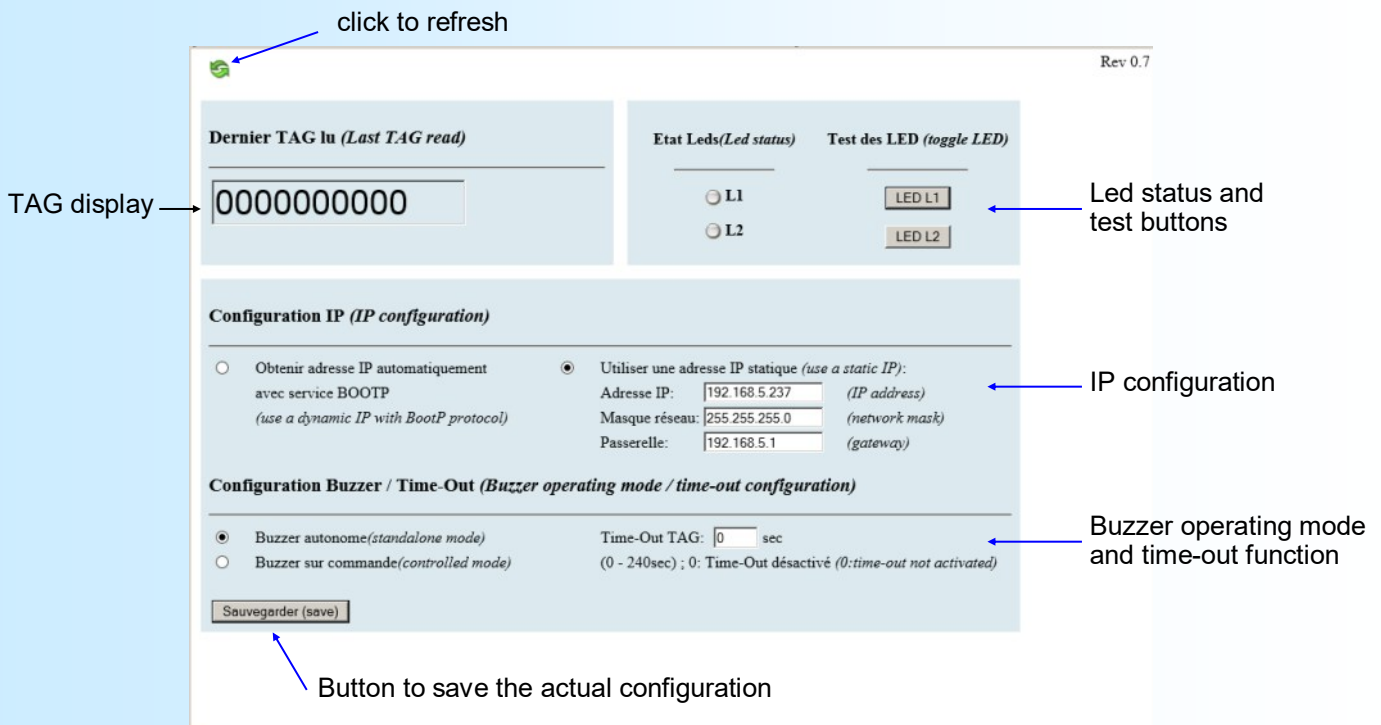 click to refresh
Rev 0.7
Dernier TAG lu (Last TAG read)
Etat Leds(Led status)
Test des LED (toggle LED)
TAG display
0000000000
L1
LED L1
L2
LED L2
Led status and
test buttons
Configuration IP (IP configuration)
Obtenir adresse IP automatiquement
avec service BOOTP
(use a dynamic IP with BootP protocol)
Utiliser une adresse IP statique (use a static IP):
Adresse IP: 192.168.5.237 (IP address)
Masque réseau: 255.255.255.0 (network mask)
Passerelle: 192.168.5.1 (gateway)
IP configuration
Configuration Buzzer / Time-Out (Buzzer operating mode / time-out configuration)
Buzzer autonome(standalone mode)
Buzzer sur commande(controlled mode)
Time-Out TAG: 0 sec
(0 - 240sec) ; 0: Time-Out désactivé (0:time-out not activated)
Buzzer operating mode
and time-out function
Sauvegarder (save)
Button to save the actual configuration